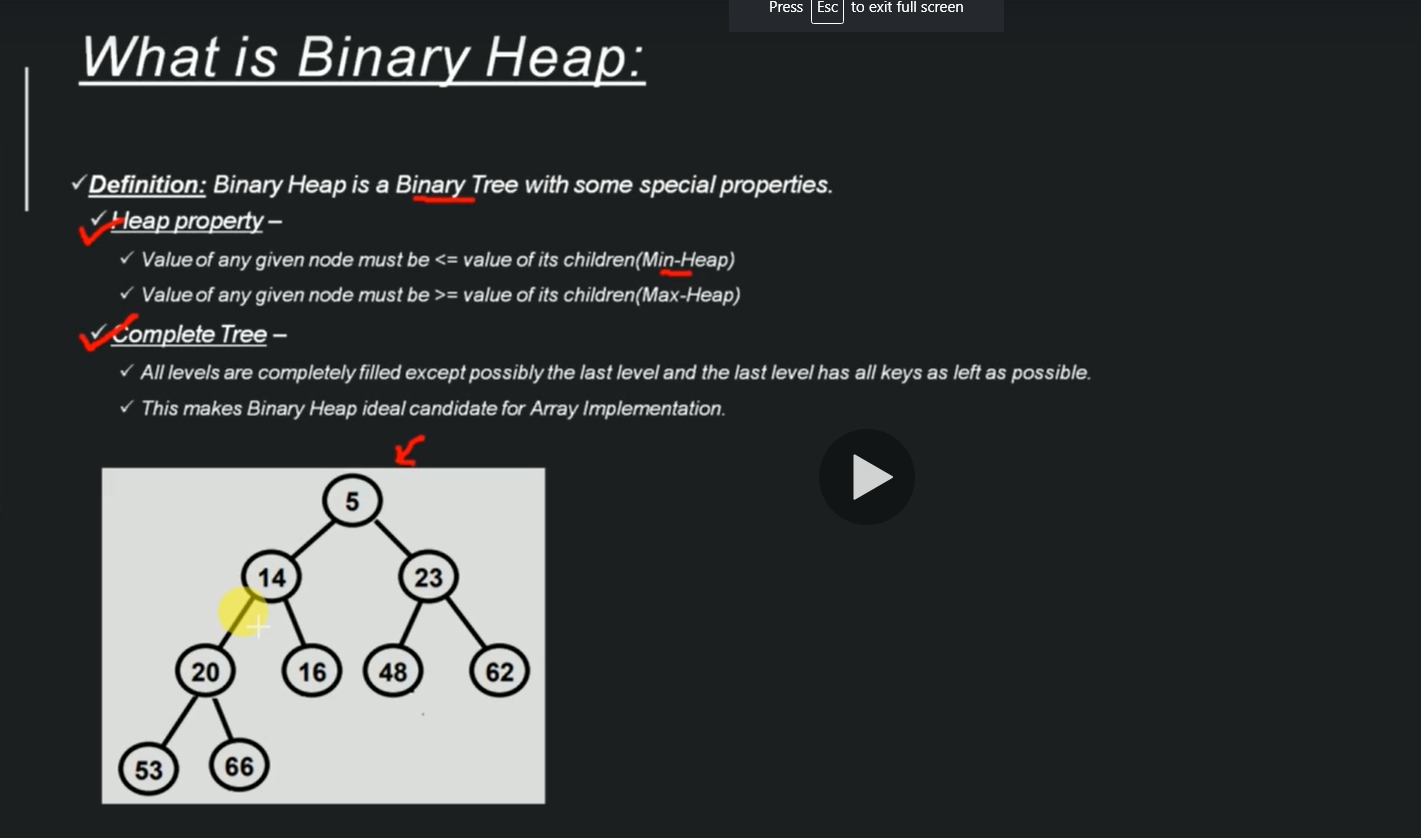 Press Esc to exit full screen
What is Binary Heap:
✓Definition: Binary Heap is a Binary Tree with some special properties.
✓Heap property –
✓ Value of any given node must be <= value of its children(Min-Heap)
✓ Value of any given node must be >= value of its children(Max-Heap)
✓Complete Tree –
✓ All levels are completely filled except possibly the last level and the last level has all keys as left as possible.
✓ This makes Binary Heap ideal candidate for Array Implementation.
5
14 23
20 16 48 62
53 66